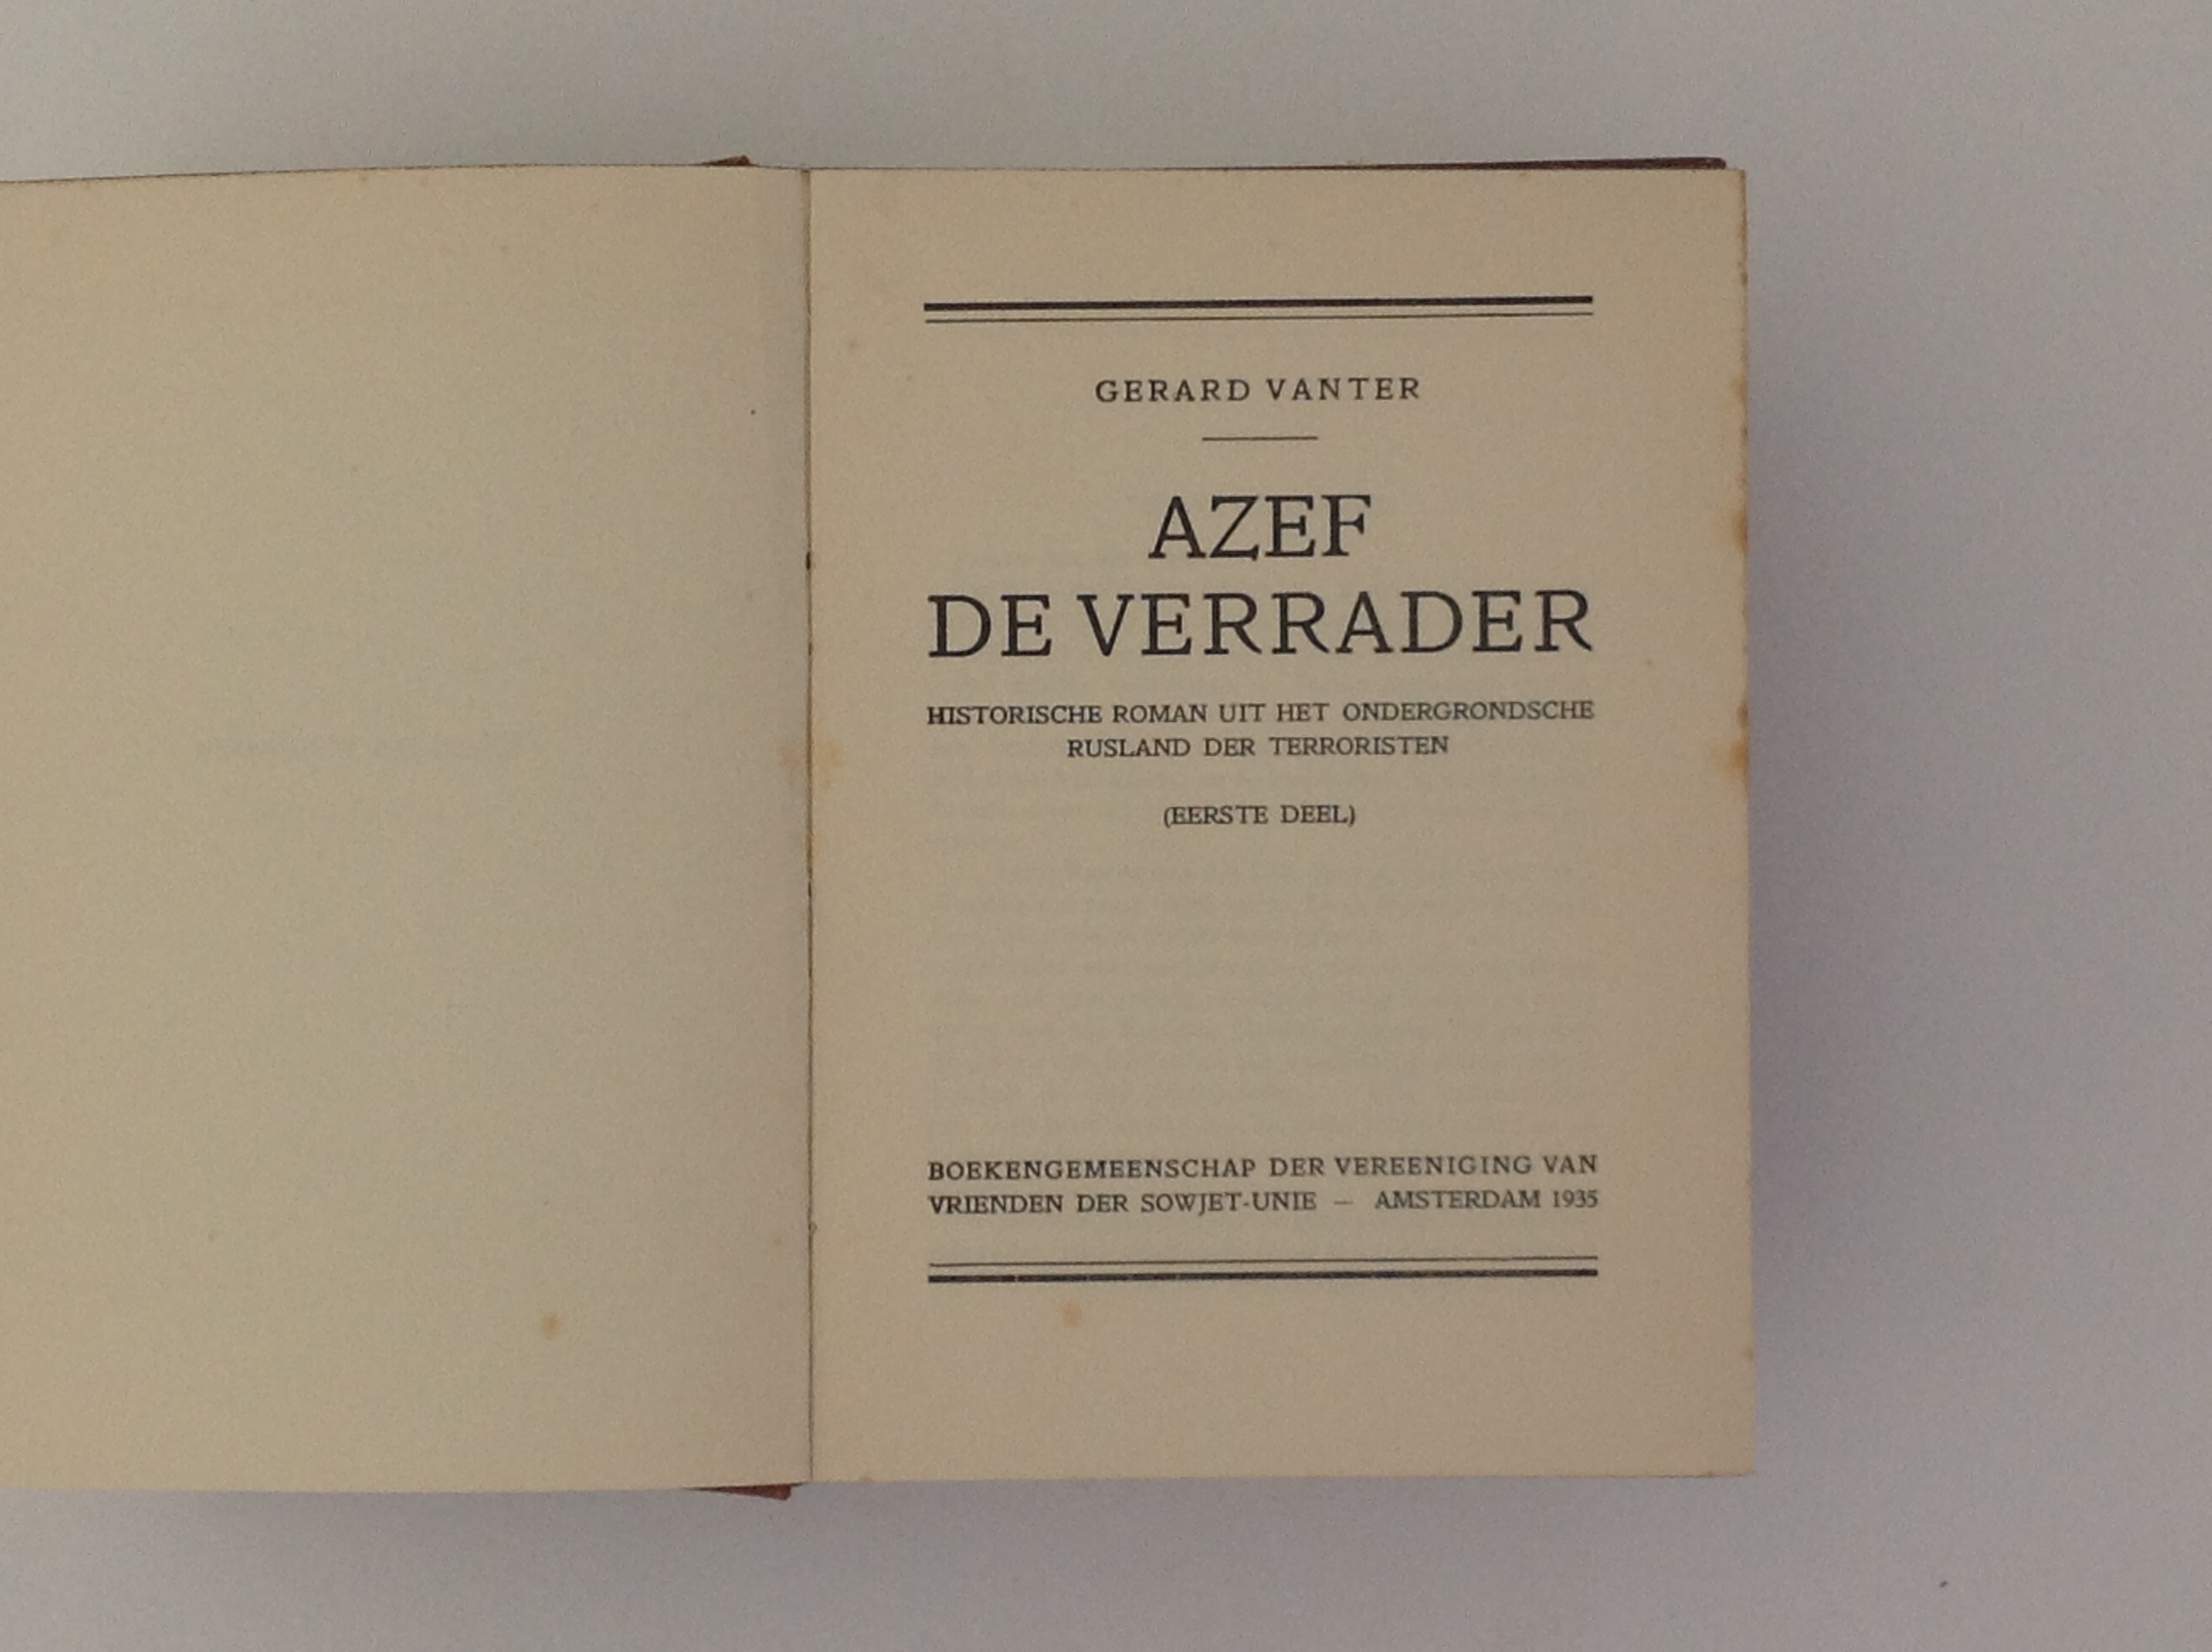 GERARD VANTER
AZEF
DE VERRADER
HISTORISCHE ROMAN UIT HET ONDERGRONDSCHE
RUSLAND DER TERRORISTEN
(EERSTE DEEL)
BOEKENGEMEENSCHAP DER VEREENIGING VAN
VRIENDEN DER SOWJET-UNIE — AMSTERDAM 1935